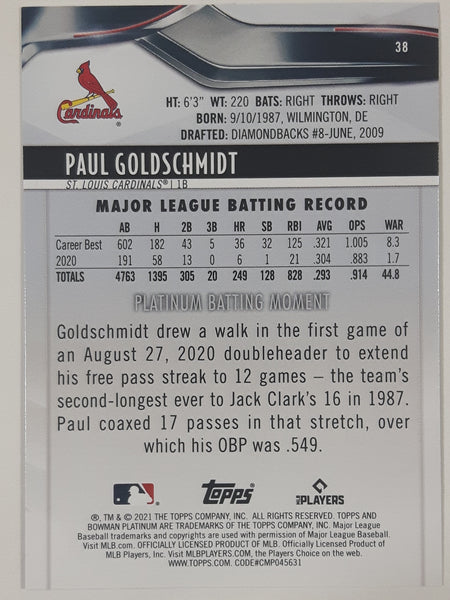 38
Cardinals
HT: 6'3" WT: 220 BATS: RIGHT THROWS: RIGHT
BORN: 9/10/1987, WILMINGTON, DE
DRAFTED: DIAMONDBACKS #8-JUNE, 2009
PAUL GOLDSCHMIDT
ST. LOUIS CARDINALS® | 1B
MAJOR LEAGUE BATTING RECORD
AB H 2B 3B HR SB RBI AVG OPS WAR
Career Best 602 182 43 5 36 32 125 .321 1.005 8.3
2020 191 58 13 0 6 1 21 .304 .883 1.7
TOTALS 4763 1395 305 20 249 128 828 .293 .914 44.8
PLATINUM BATTING MOMENT
Goldschmidt drew a walk in the first game of
an August 27, 2020 doubleheader to extend
his free pass streak to 12 games – the team's
second-longest ever to Jack Clark's 16 in 1987.
Paul coaxed 17 passes in that stretch, over
which his OBP was .549.
Topps
PLAYERS
®, TM & © 2021 THE TOPPS COMPANY, INC. ALL RIGHTS RESERVED. TOPPS AND
BOWMAN PLATINUM ARE TRADEMARKS OF THE TOPPS COMPANY, INC. Major League
Baseball trademarks and copyrights are used with permission of Major League Baseball.
Visit MLB.com. OFFICIALLY LICENSED PRODUCT OF MLB. Officially Licensed Product of
MLB Players, Inc. Visit MLBPLAYERS.com, the Players Choice on the web.
WWW.TOPPS.COM. CODE#CMP045631